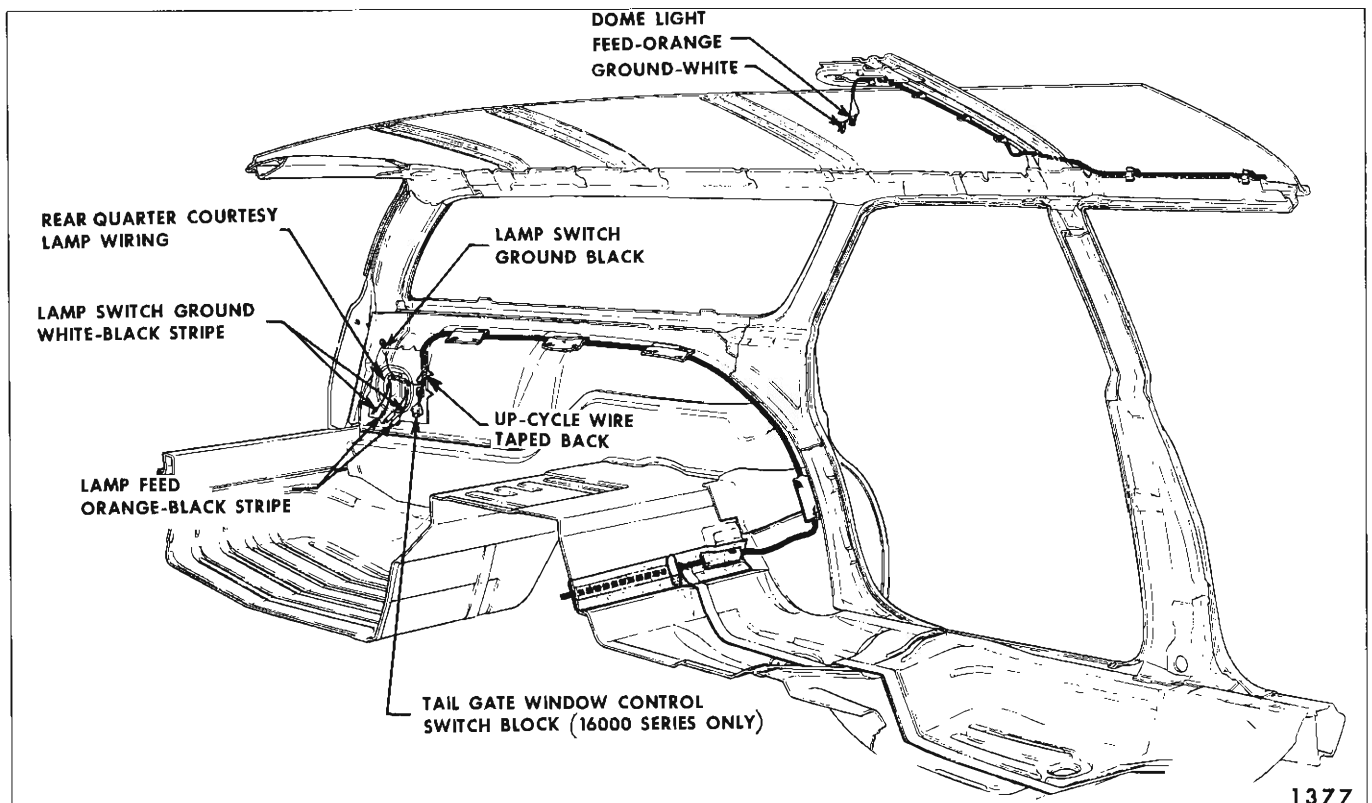 DOME LIGHT
FEED-ORANGE
GROUND-WHITE
REAR QUARTER COURTESY
LAMP WIRING
LAMP SWITCH
GROUND BLACK
LAMP SWITCH GROUND
WHITE-BLACK STRIPE
UP-CYCLE WIRE
TAPED BACK
LAMP FEED
ORANGE-BLACK STRIPE
TAIL GATE WINDOW CONTROL
SWITCH BLOCK (16000 SERIES ONLY)
1377